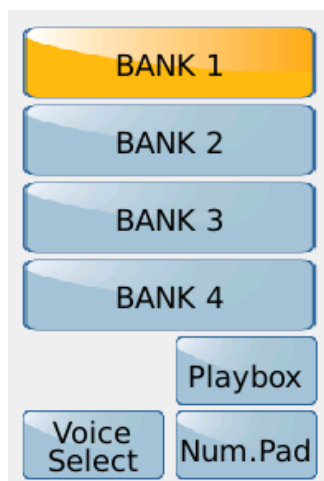 BANK 1
BANK 2
BANK 3
BANK 4
Playbox
Voice
Select
Num.Pad